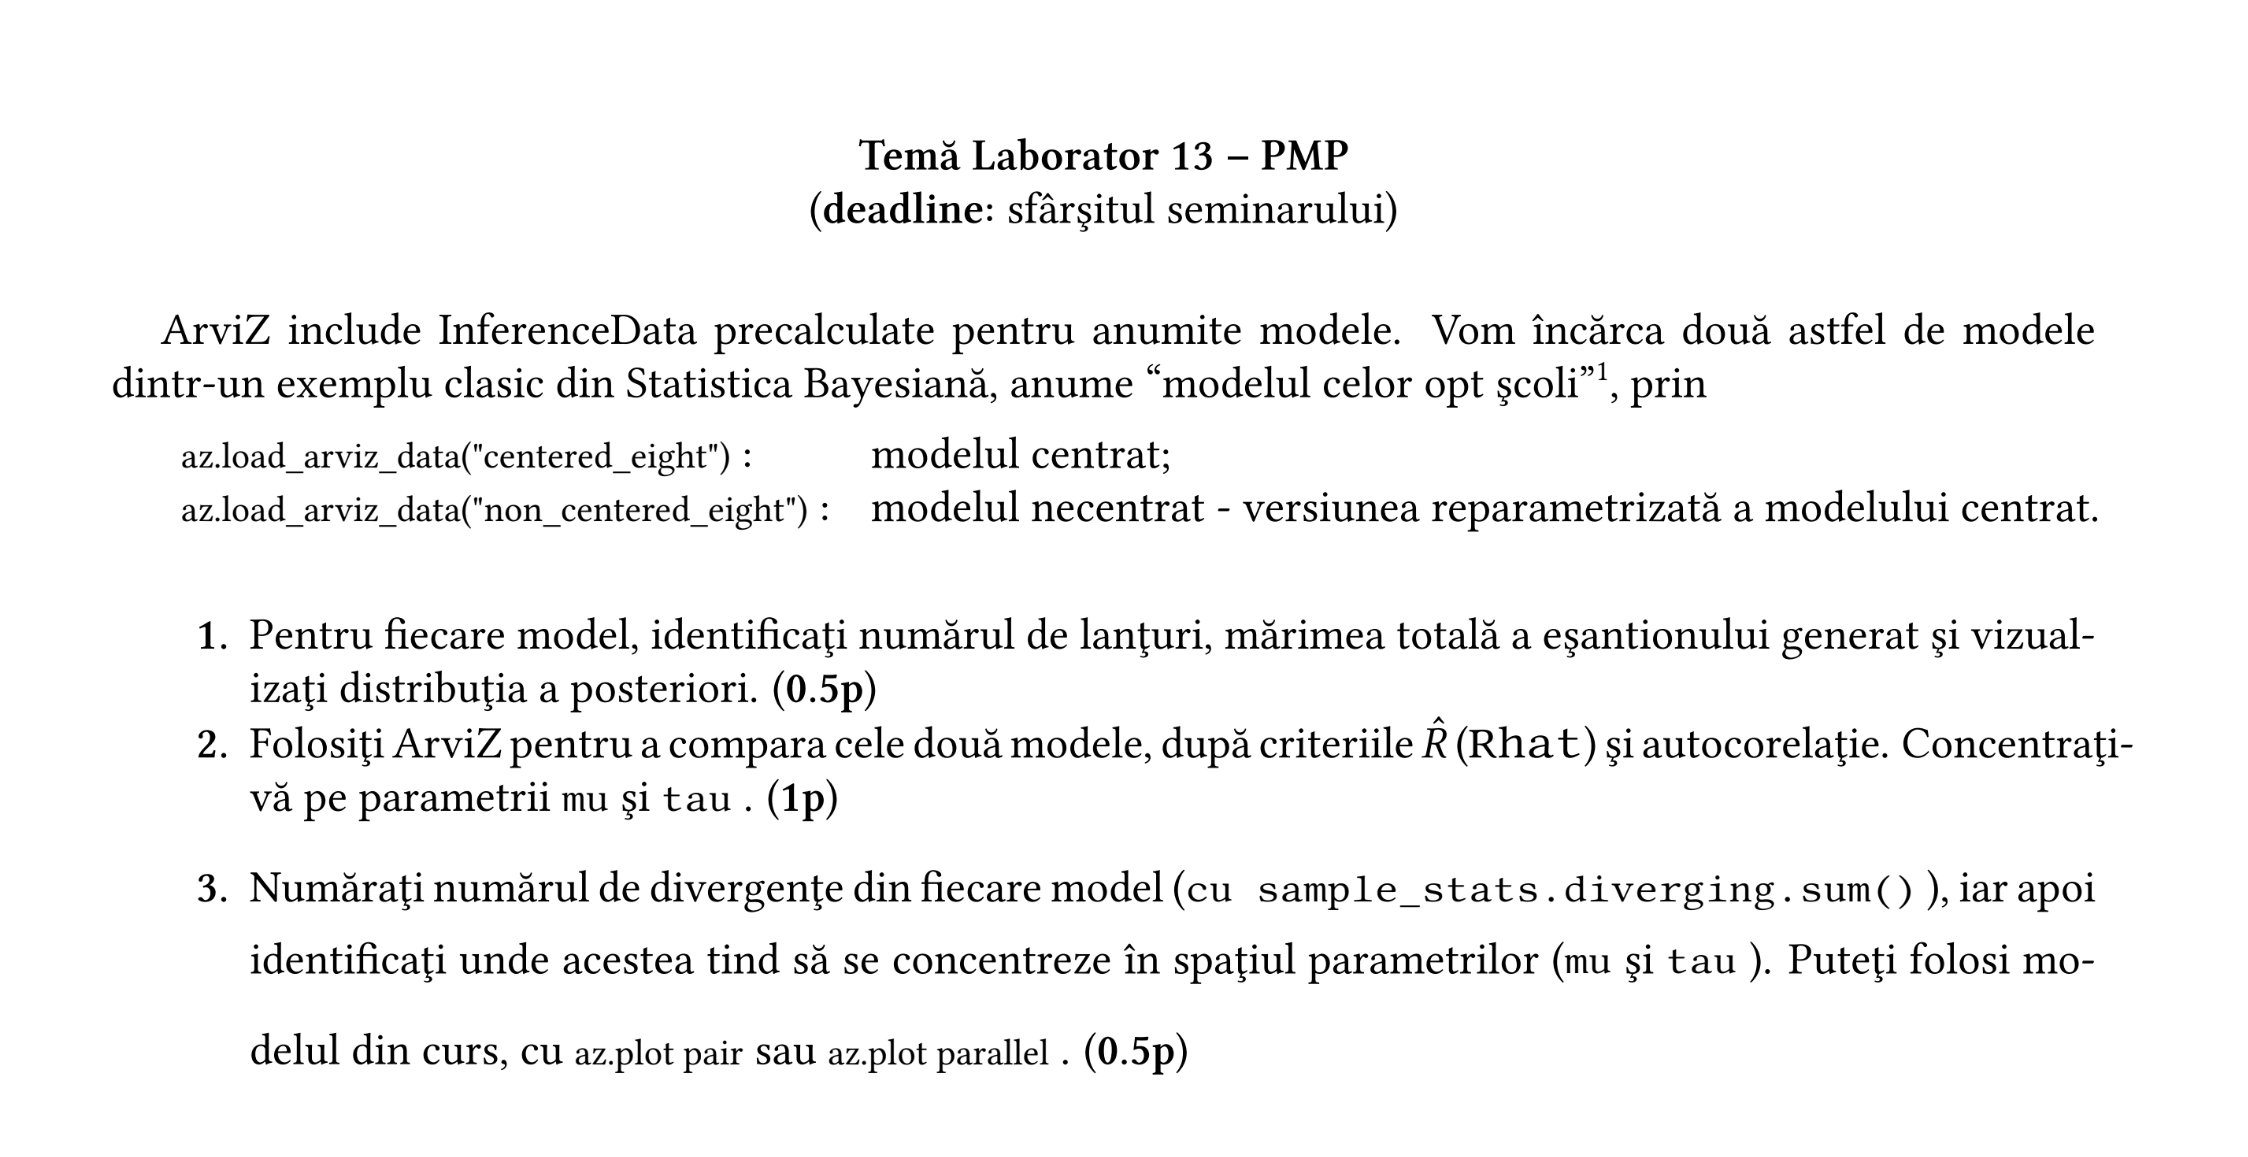 Temă Laborator 13 – PMP
(deadline: sfârşitul seminarului)
ArviZ include InferenceData precalculate pentru anumite modele. Vom încărca două astfel de modele
dintr-un exemplu clasic din Statistica Bayesiană, anume “modelul celor opt şcoli”¹, prin
az.load_arviz_data("centered_eight") : modelul centrat;
az.load_arviz_data("non_centered_eight") : modelul necentrat - versiunea reparametrizată a modelului centrat.
1. Pentru fiecare model, identificaţi numărul de lanţuri, mărimea totală a eşantionului generat şi vizual-
izaţi distribuţia a posteriori. (0.5p)
2. Folosiţi ArviZ pentru a compara cele două modele, după criteriile R̂ (Rhat) şi autocorelaţie. Concentraţi-
vă pe parametrii mu şi tau . (1p)
3. Număraţi numărul de divergenţe din fiecare model (cu sample_stats.diverging.sum() ), iar apoi
identificaţi unde acestea tind să se concentreze în spaţiul parametrilor (mu şi tau ). Puteţi folosi mo-
delul din curs, cu az.plot pair sau az.plot parallel . (0.5p)